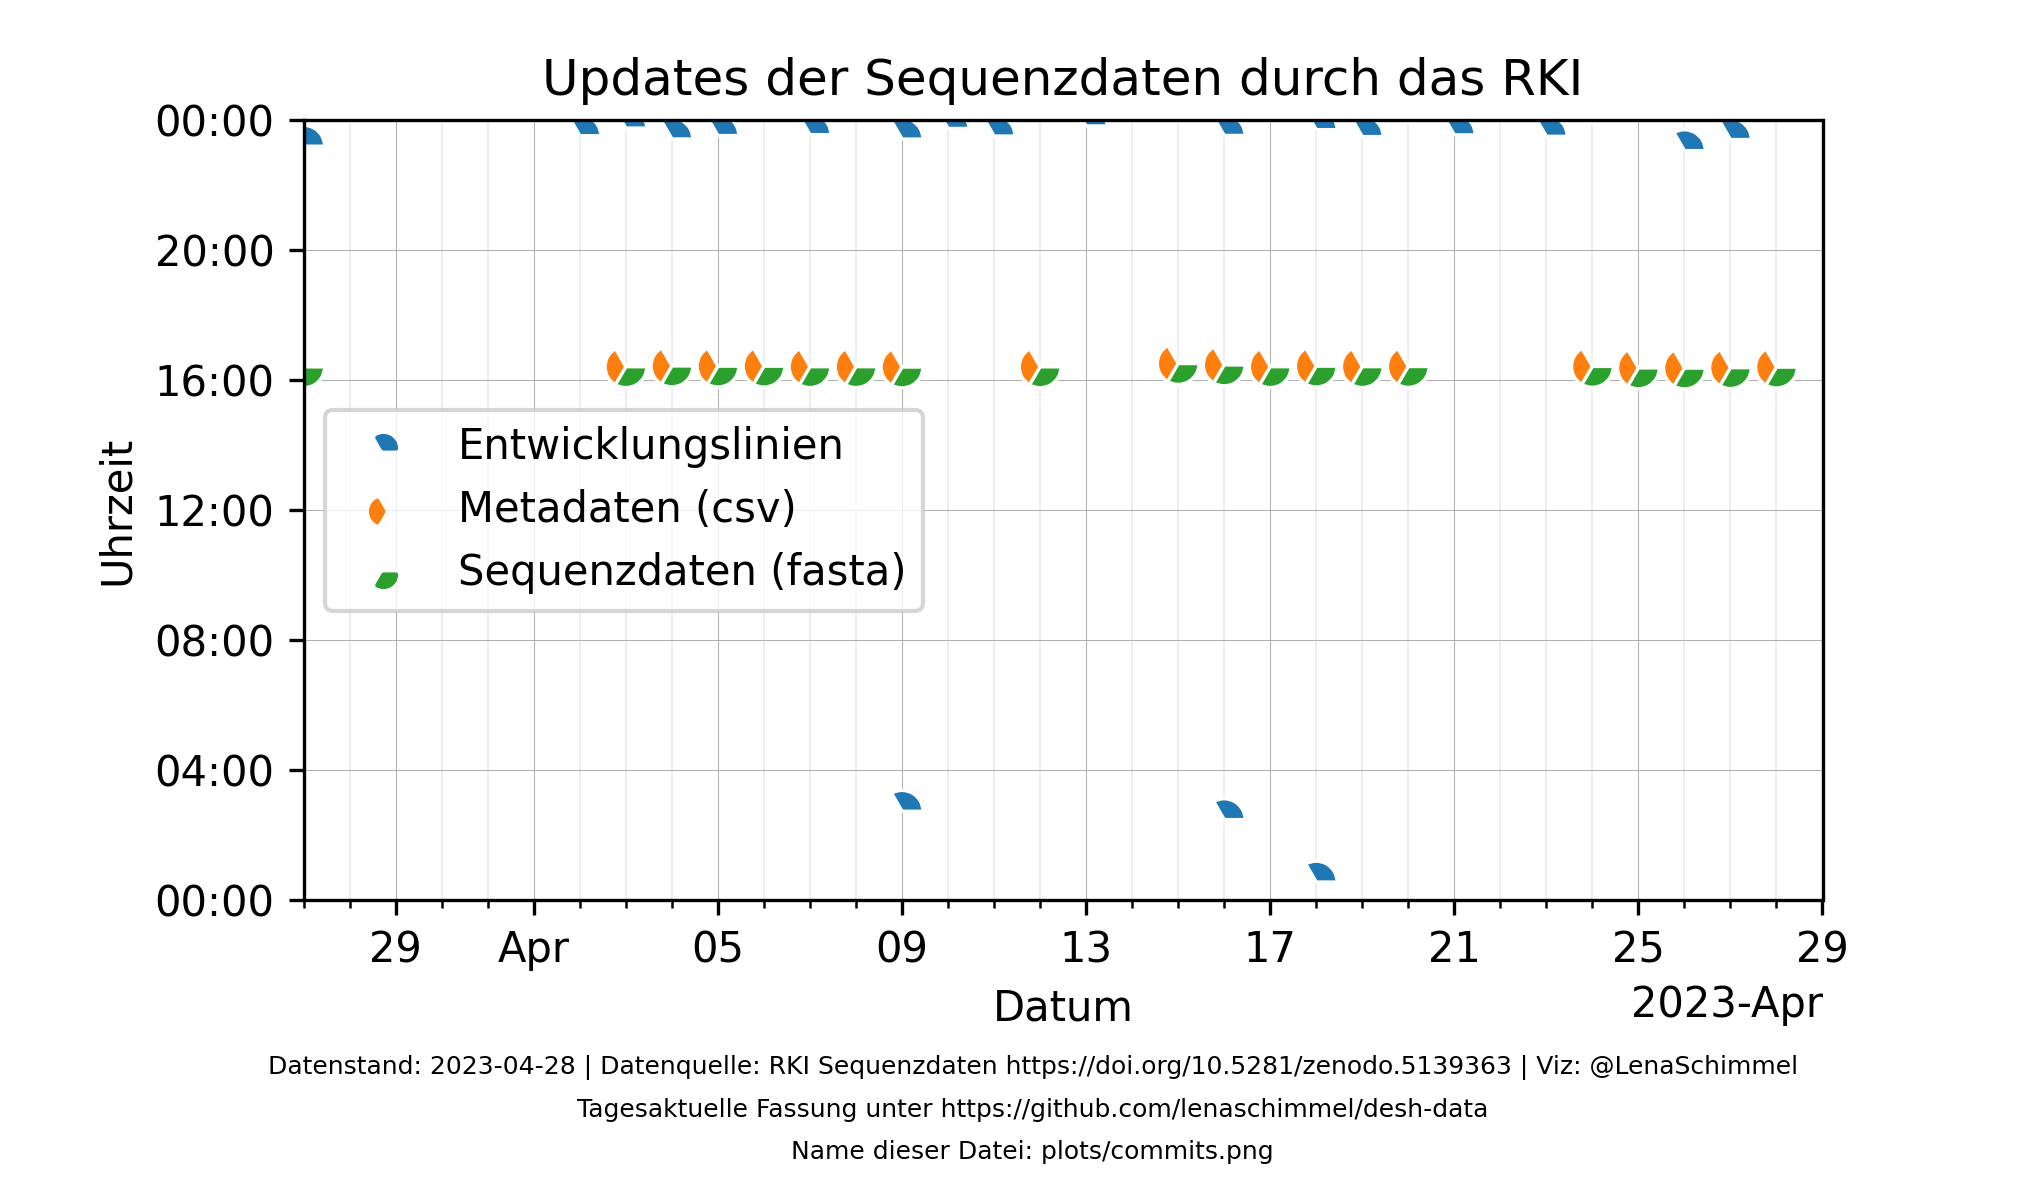 Updates der Sequenzdaten durch das RKI
00:00
20:00
16:00
12:00
08:00
04:00
00:00
Uhrzeit
Entwicklungslinien
Metadaten (csv)
Sequenzdaten (fasta)
29 Apr 05 09 13 17 21 25 29
Datum
2023-Apr
Datenstand: 2023-04-28 | Datenquelle: RKI Sequenzdaten https://doi.org/10.5281/zenodo.5139363 | Viz: @LenaSchimmel
Tagesaktuelle Fassung unter https://github.com/lenaschimmel/desh-data
Name dieser Datei: plots/commits.png